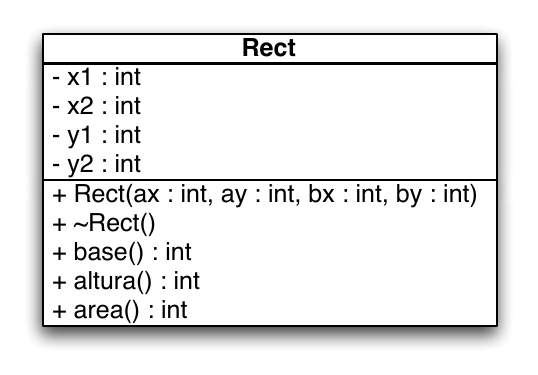 Rect
- x1 : int
- x2 : int
- y1 : int
- y2 : int
+ Rect(ax : int, ay : int, bx : int, by : int)
+ ~Rect()
+ base() : int
+ altura() : int
+ area() : int